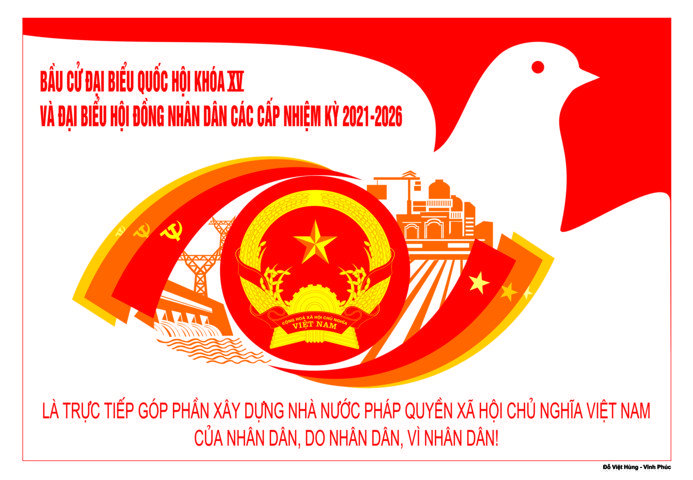 BẦU CỬ ĐẠI BIỂU QUỐC HỘI KHÓA XV
VÀ ĐẠI BIỂU HỘI ĐỒNG NHÂN DÂN CÁC CẤP NHIỆM KỲ 2021-2026
CỘNG HOÀ XÃ HỘI CHỦ NGHĨA
VIỆT NAM
LÀ TRỰC TIẾP GÓP PHẦN XÂY DỰNG NHÀ NƯỚC PHÁP QUYỀN XÃ HỘI CHỦ NGHĨA VIỆT NAM
CỦA NHÂN DÂN, DO NHÂN DÂN, VÌ NHÂN DÂN!
Đỗ Việt Hùng - Vĩnh Phúc